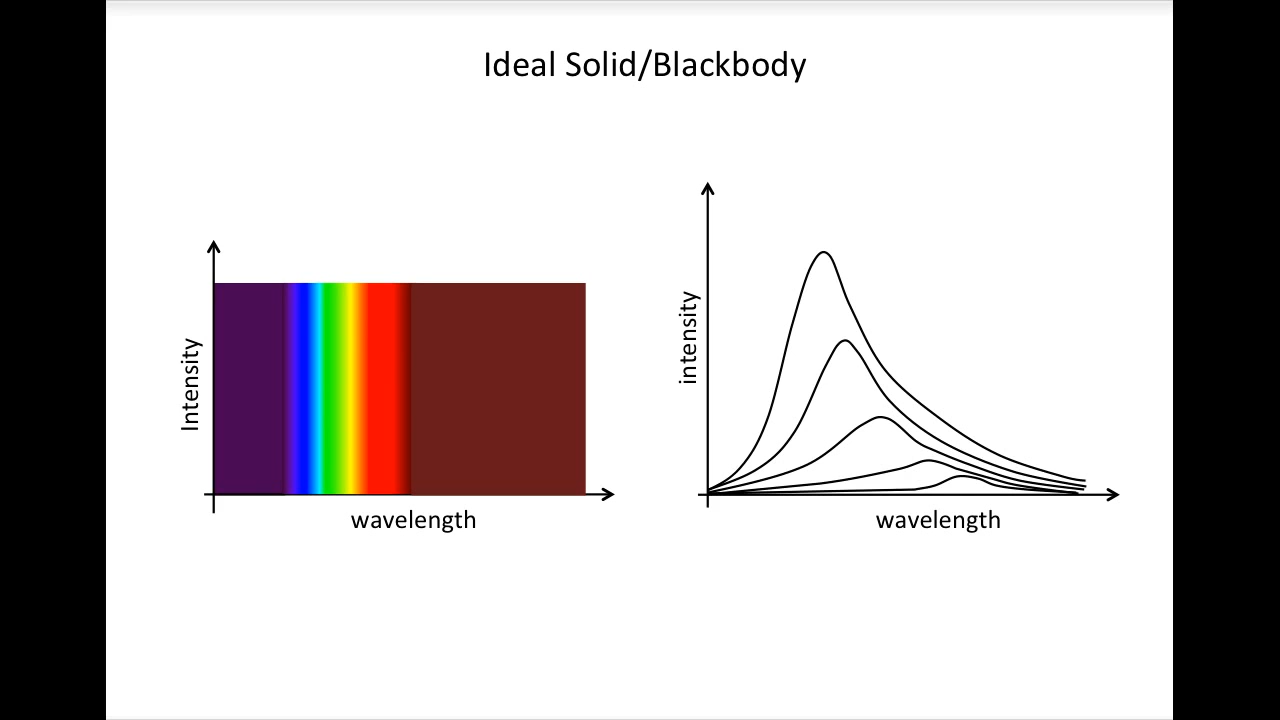 Ideal Solid/Blackbody
Intensity
wavelength
intensity
wavelength